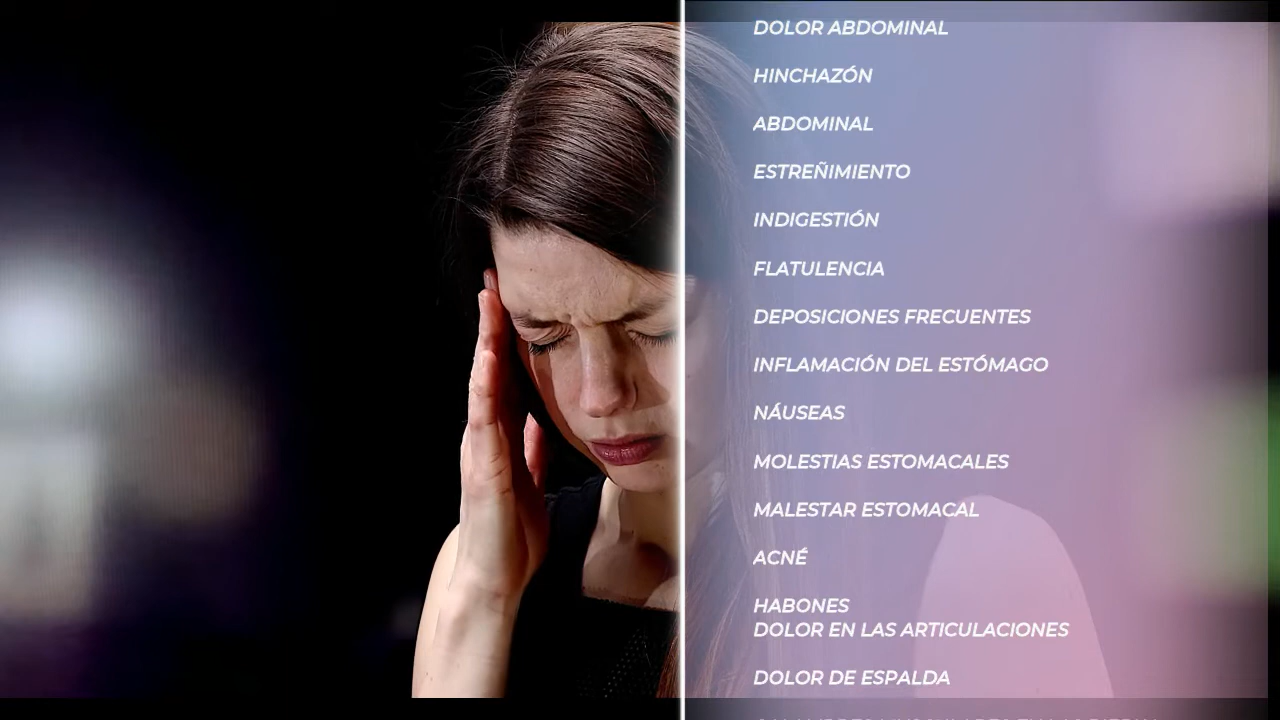 DOLOR ABDOMINAL
HINCHAZÓN
ABDOMINAL
ESTREÑIMIENTO
INDIGESTIÓN
FLATULENCIA
DEPOSICIONES FRECUENTES
INFLAMACIÓN DEL ESTÓMAGO
NÁUSEAS
MOLESTIAS ESTOMACALES
MALESTAR ESTOMACAL
ACNÉ
HABONES
DOLOR EN LAS ARTICULACIONES
DOLOR DE ESPALDA